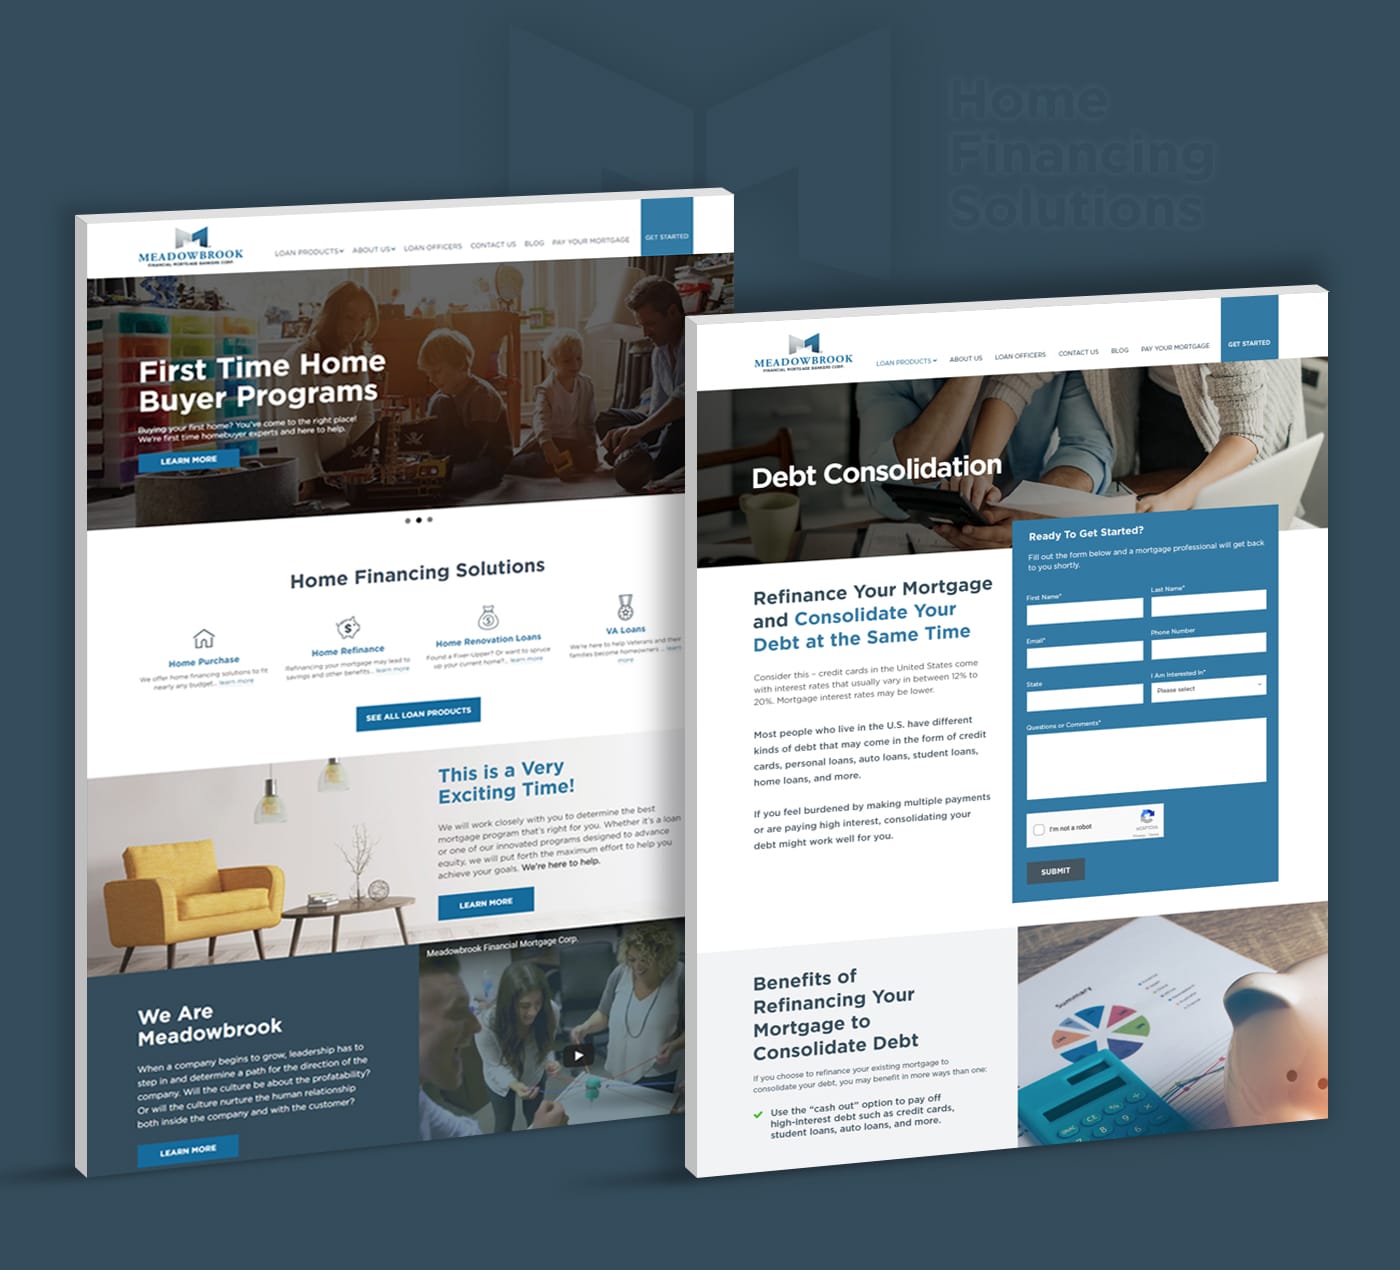 Home
Financing
Solutions
MEADOWBROOK
FINANCIAL MORTGAGE BANKERS CORP.
LOAN PRODUCTS ABOUT US LOAN OFFICERS CONTACT US BLOG PAY YOUR MORTGAGE GET STARTED
First Time Home
Buyer Programs
Buying your first home? You've come to the right place!
We're first time homebuyer experts and here to help.
LEARN MORE
Home Financing Solutions
Home Purchase
We offer home financing solutions to fit
nearly any budget... learn more
Home Refinance
Refinancing your mortgage may lead to
savings and other benefits... learn more
Home Renovation Loans
Found a Fixer-Upper? Or want to spruce
up your current home?... learn more
VA Loans
We're here to help Veterans and their
families become homeowners ... learn
more
SEE ALL LOAN PRODUCTS
This is a Very
Exciting Time!
We will work closely with you to determine the best
mortgage program that's right for you. Whether it's a loan
or one of our innovated programs designed to advance
equity, we will put forth the maximum effort to help you
achieve your goals. We're here to help.
LEARN MORE
We Are
Meadowbrook
When a company begins to grow, leadership has to
step in and determine a path for the direction of the
company. Will the culture be about the profatability?
Or will the culture nurture the human relationship
both inside the company and with the customer?
LEARN MORE
Meadowbrook Financial Mortgage Corp.
MEADOWBROOK
FINANCIAL MORTGAGE BANKERS CORP.
LOAN PRODUCTS ABOUT US LOAN OFFICERS CONTACT US BLOG PAY YOUR MORTGAGE GET STARTED
Debt Consolidation
Refinance Your Mortgage
and Consolidate Your
Debt at the Same Time
Consider this – credit cards in the United States come
with interest rates that usually vary in between 12% to
20%. Mortgage interest rates may be lower.
Most people who live in the U.S. have different
kinds of debt that may come in the form of credit
cards, personal loans, auto loans, student loans,
home loans, and more.
If you feel burdened by making multiple payments
or are paying high interest, consolidating your
debt might work well for you.
Ready To Get Started?
Fill out the form below and a mortgage professional will get back
to you shortly.
First Name*
Last Name*
Email*
Phone Number
State
I Am Interested In*
Please select
Questions or Comments*
I'm not a robot
reCAPTCHA
Privacy - Terms
SUBMIT
Benefits of
Refinancing Your
Mortgage to
Consolidate Debt
If you choose to refinance your existing mortgage to
consolidate your debt, you may benefit in more ways than one:
Use the “cash out” option to pay off
high-interest debt such as credit cards,
student loans, auto loans, and more.
Summary
CE
7 8 9